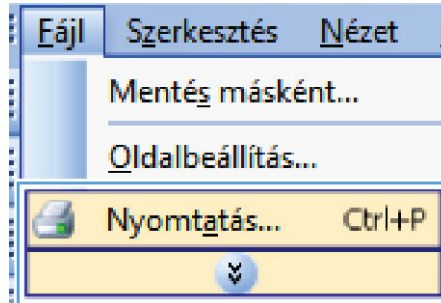 Fájl Szerkesztés Nézet
Mentés másként...
Oldalbeállítás...
Nyomtatás... Ctrl+P